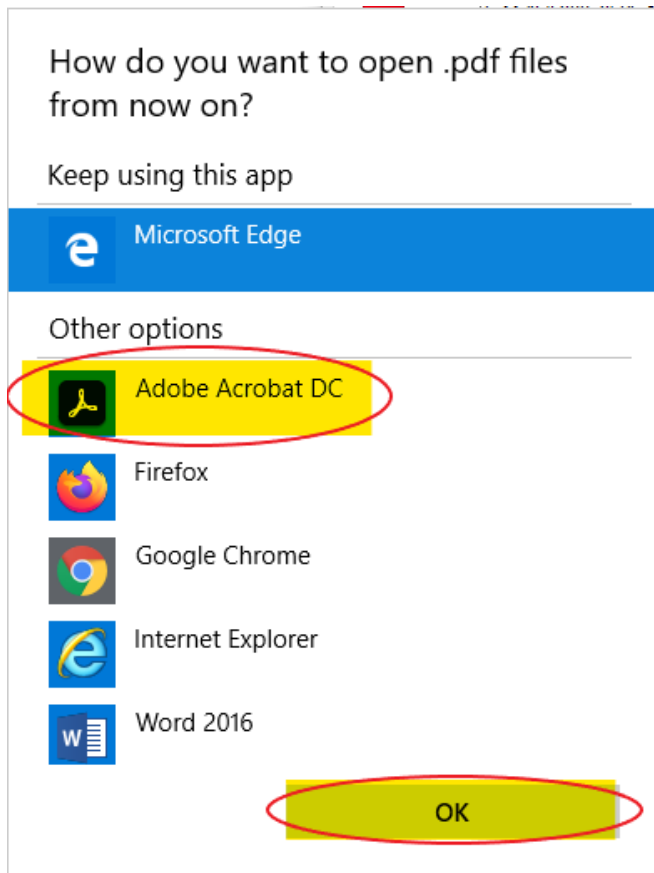 How do you want to open .pdf files
from now on?
Keep using this app
Microsoft Edge
Other options
Adobe Acrobat DC
Firefox
Google Chrome
Internet Explorer
Word 2016
OK